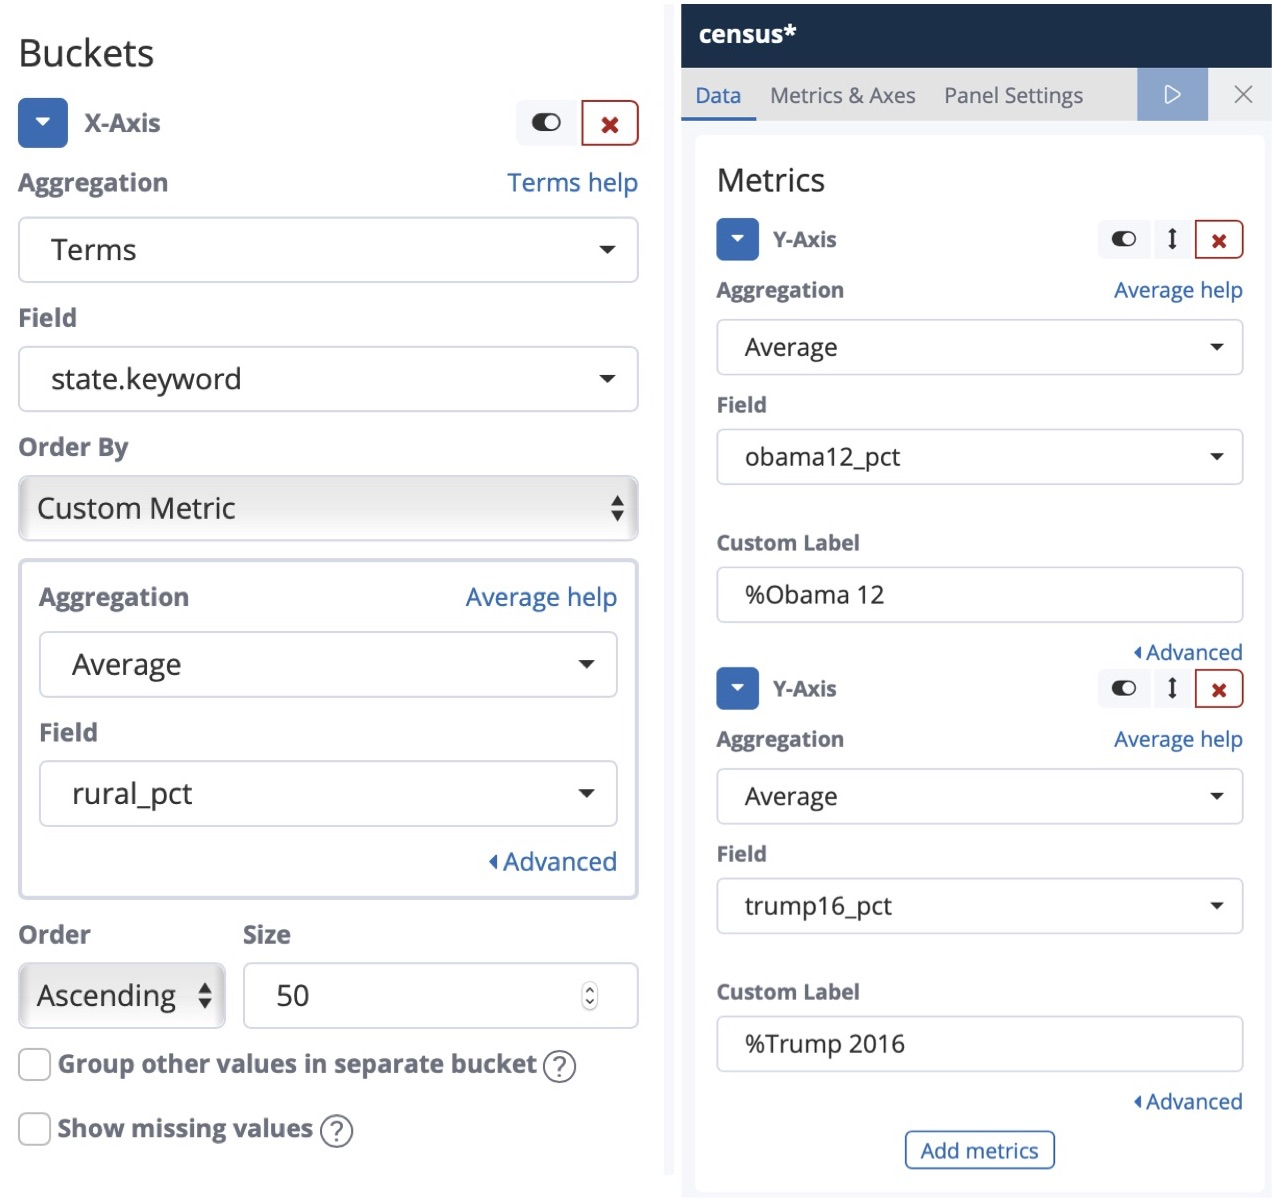 Buckets
X-Axis
Aggregation Terms help
Terms
Field
state.keyword
Order By
Custom Metric
Aggregation Average help
Average
Field
rural_pct
Advanced
Order Size
Ascending 50
Group other values in separate bucket ?
Show missing values ?
census*
Data Metrics & Axes Panel Settings
Metrics
Y-Axis
Aggregation Average help
Average
Field
obama12_pct
Custom Label
%Obama 12
Advanced
Y-Axis
Aggregation Average help
Average
Field
trump16_pct
Custom Label
%Trump 2016
Advanced
Add metrics